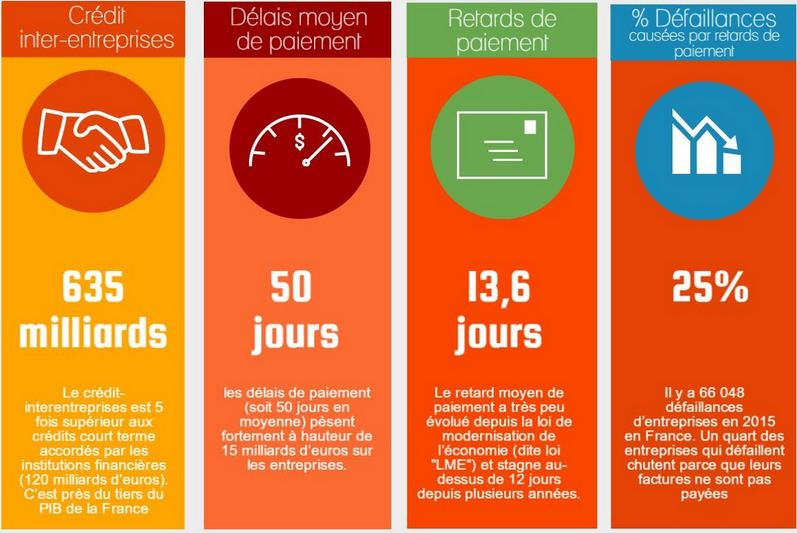 Crédit
inter-entreprises
635
milliards
Le crédit-
interentreprises est 5
fois supérieur aux
crédits court terme
accordés par les
institutions financières
(120 milliards d'euros).
C'est près du tiers du
PIB de la France
Délais moyen
de paiement
$
50
jours
les délais de paiement
(soit 50 jours en
moyenne) pèsent
fortement à hauteur de
15 milliards d'euros sur
les entreprises.
Retards de
paiement
13,6
jours
Le retard moyen de
paiement a très peu
évolué depuis la loi de
modernisation de
l'économie (dite loi
"LME") et stagne au-
dessus de 12 jours
depuis plusieurs années.
% Défaillances
causées par retards de
paiement
25%
Il y a 66 048
défaillances
d'entreprises en 2015
en France. Un quart des
entreprises qui défaillent
chutent parce que leurs
factures ne sont pas
payées